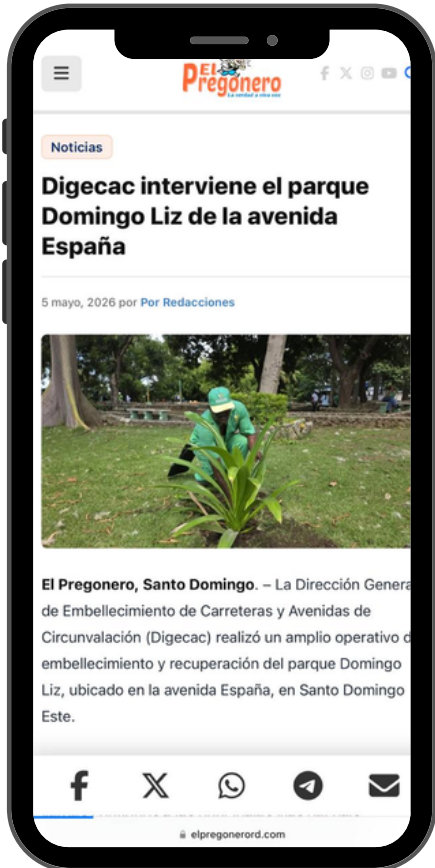 EL
Pregonero
La verdad a viva voz
Noticias
Digecac interviene el parque
Domingo Liz de la avenida
España
5 mayo, 2026 por Por Redacciones
El Pregonero, Santo Domingo. – La Dirección Genera
de Embellecimiento de Carreteras y Avenidas de
Circunvalación (Digecac) realizó un amplio operativo d
embellecimiento y recuperación del parque Domingo
Liz, ubicado en la avenida España, en Santo Domingo
Este.
elpregonerord.com